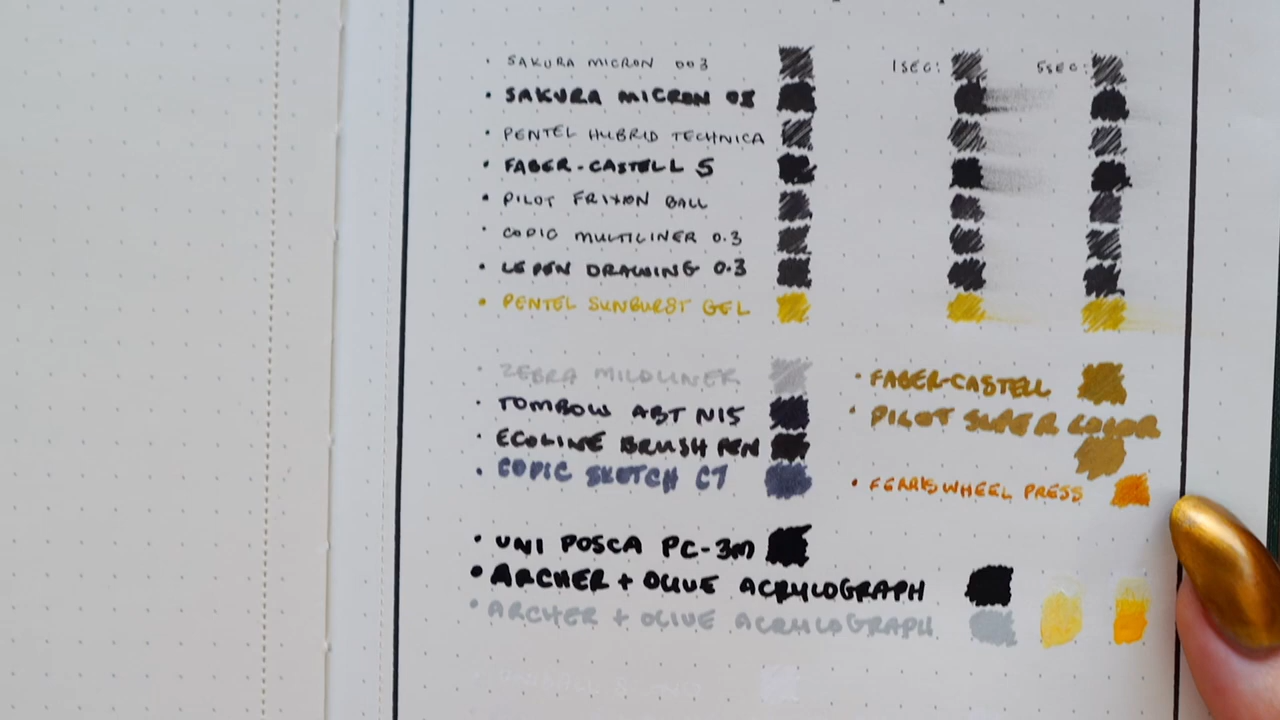 SAKURA MICRON 003 1SEC: 5SEC:
SAKURA MICRON 08
PENTEL HYBRID TECHNICA
FABER-CASTELL S
PILOT FRIXION BALL
COPIC MULTILINER 0.3
LE PEN DRAWING 0.3
PENTEL SUNBURST GEL
ZEBRA MILDLINER
TOMBOW ABT N15
ECOLINE BRUSH PEN
COPIC SKETCH C7
FABER-CASTELL
PILOT SUPER COLOR
FERRIS WHEEL PRESS
UNI POSCA PC-3M
ARCHER + OLIVE ACRYLOGRAPH
ARCHER + OLIVE ACRYLOGRAPH
UNIBALL